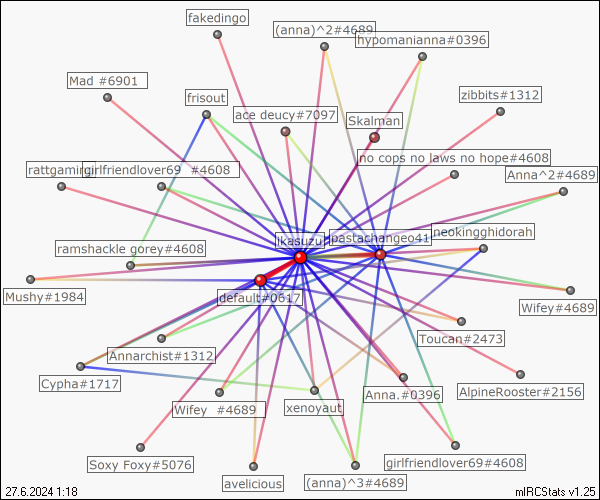 fakedingo
(anna)^2#4689
hypomanianna#0396
Mad #6901
zibbits#1312
frisout
ace deucy#7097
Skalman
no cops no laws no hope#4608
rattgaming
girlfriendlover69 #4608
Anna^2#4689
neokingghidorah
ikasuzu
pastachangeo41
ramshackle gorey#4608
Mushy#1984
default#0617
Wifey#4689
Toucan#2473
Annarchist#1312
Cypha#1717
AlpineRooster#2156
Anna.#0396
Wifey #4689
xenoyaut
Soxy Foxy#5076
girlfriendlover69#4608
avelicious
(anna)^3#4689
27.6.2024 1:18
mIRCStats v1.25